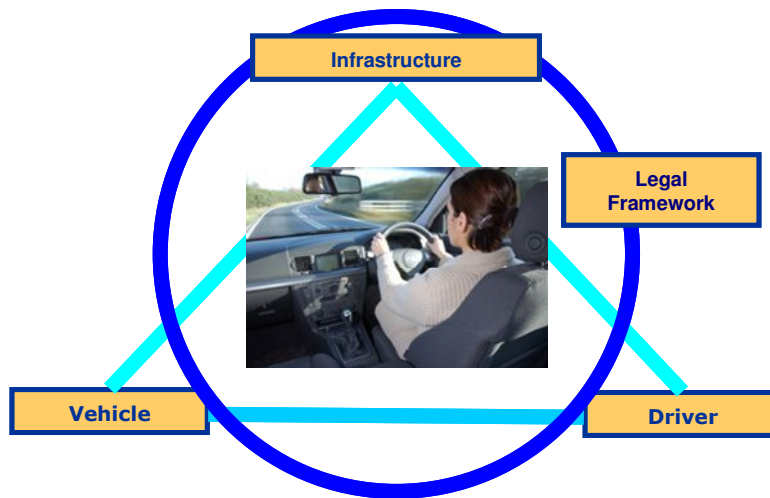 Infrastructure
Legal
Framework
Vehicle
Driver